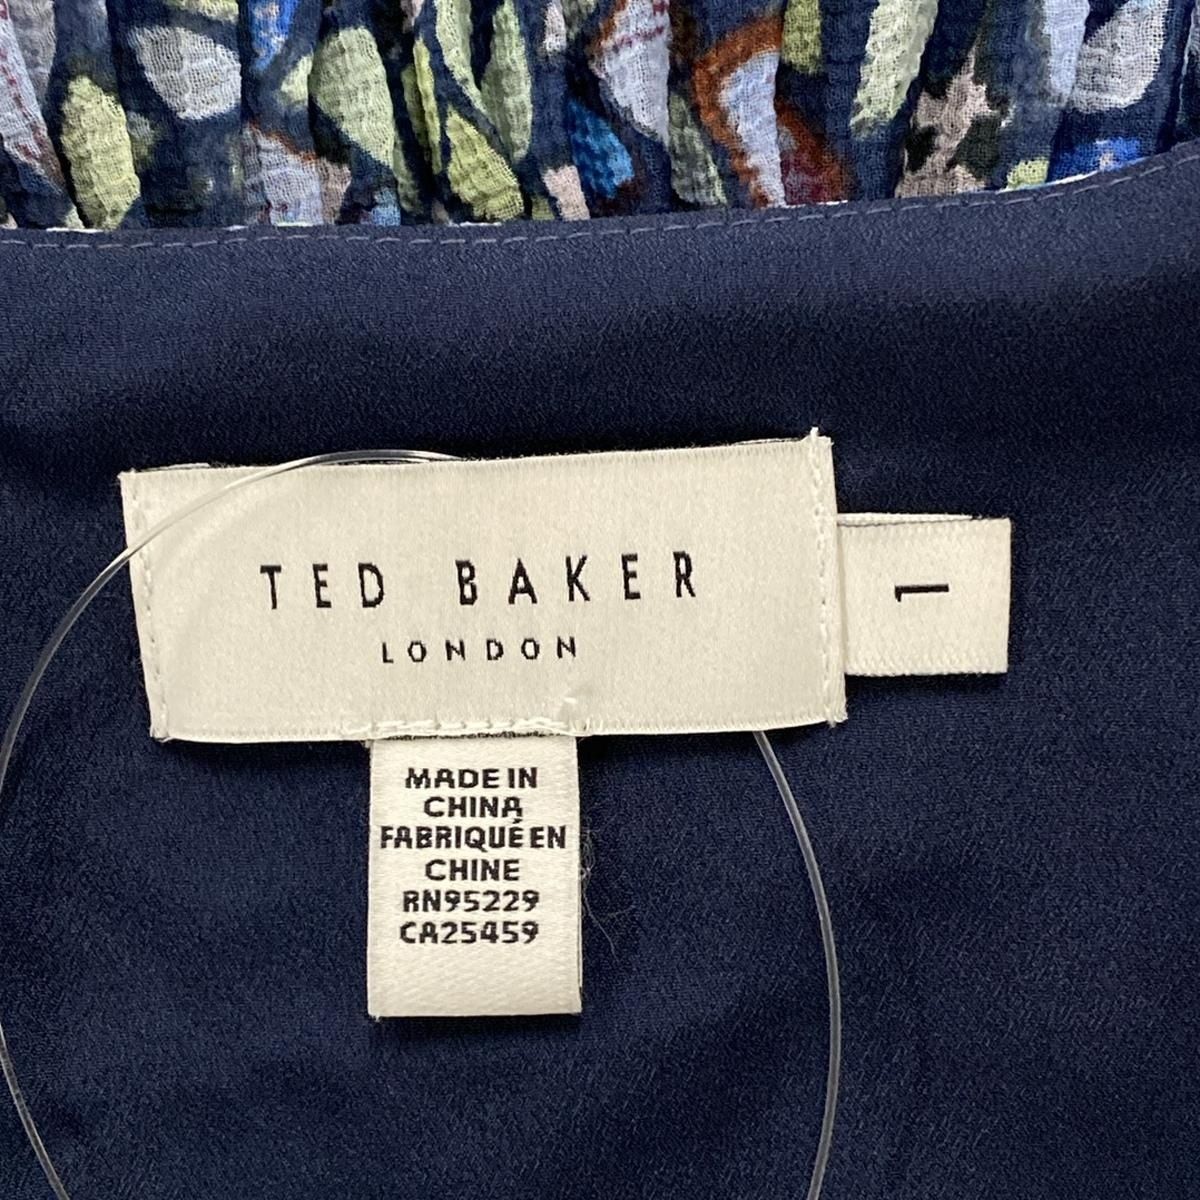 TED BAKER
LONDON
1
MADE IN
CHINA
FABRIQUÉ EN
CHINE
RN95229
CA25459